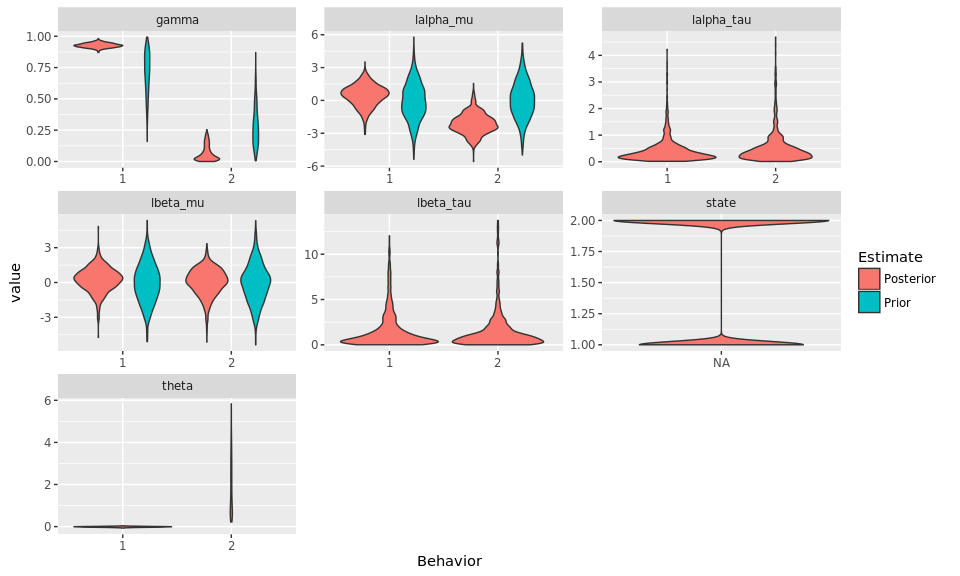 gamma
lalpha_mu
lalpha_tau
1.00
0.75
0.50
0.25
0.00
6
3
0
-3
-6
4
3
2
1
0
1 2
1 2
1 2
lbeta_mu
lbeta_tau
state
3
0
-3
10
5
0
2.00
1.75
1.50
1.25
1.00
1 2
1 2
NA
theta
6
4
2
0
1 2
value
Behavior
Estimate
Posterior
Prior